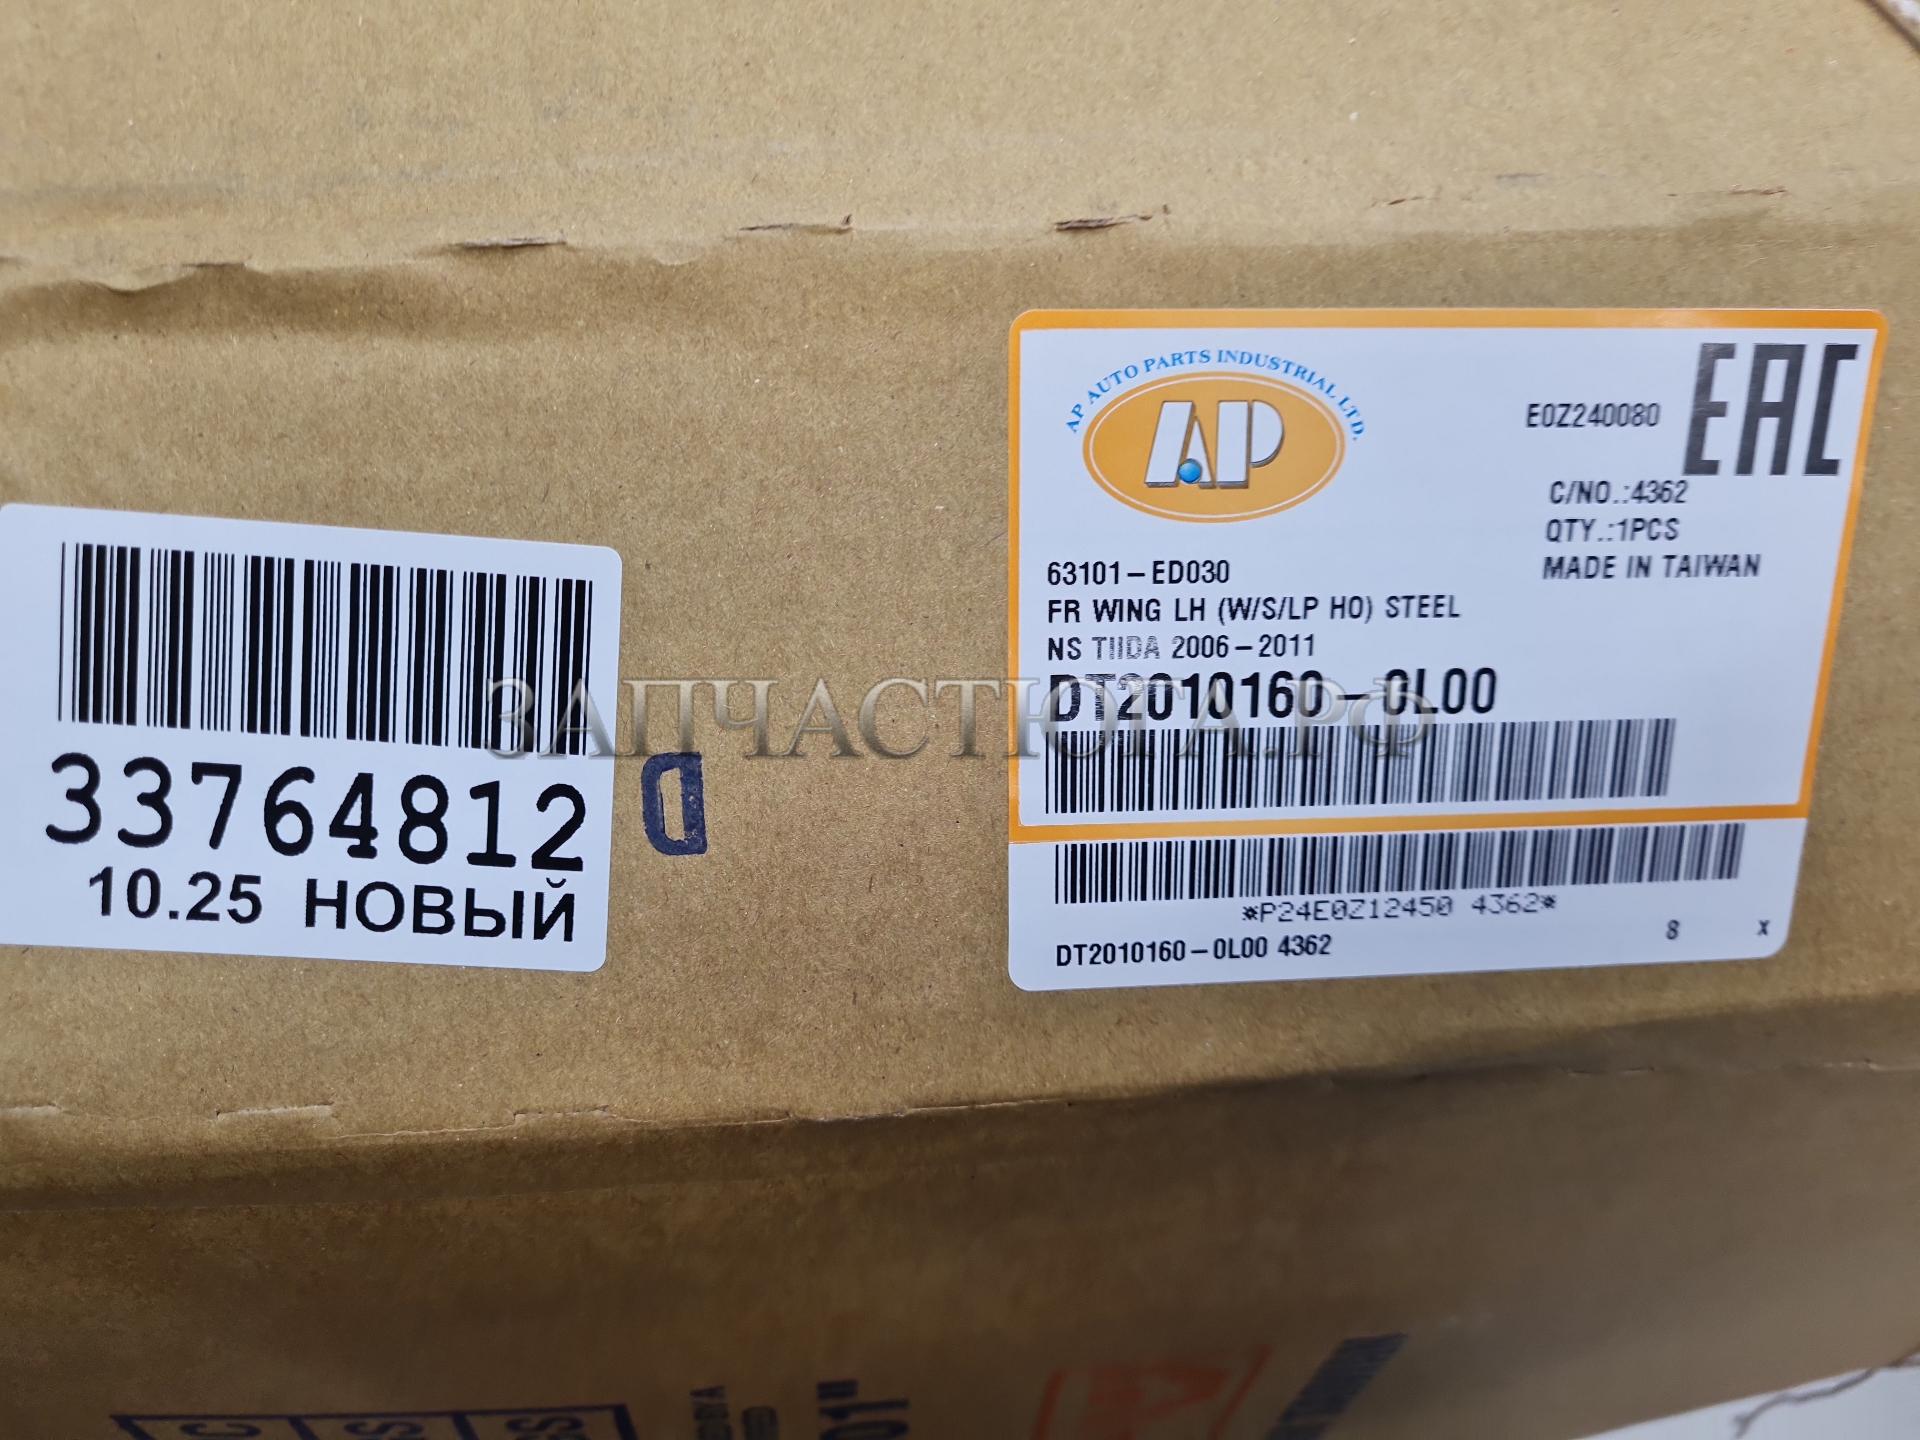 AP AUTO PARTS INDUSTRIAL LTD.
AP
E0Z240080
EAC
C/NO.:4362
QTY.:1PCS
MADE IN TAIWAN
63101-ED030
FR WING LH (W/S/LP HO) STEEL
NS TIIDA 2006-2011
DT2010160-0L00
*P24E0Z12450 4362*
DT2010160-0L00 4362
8 X
33764812
10.25 НОВЫЙ
D
ЗАПЧАСТЮГА.РФ